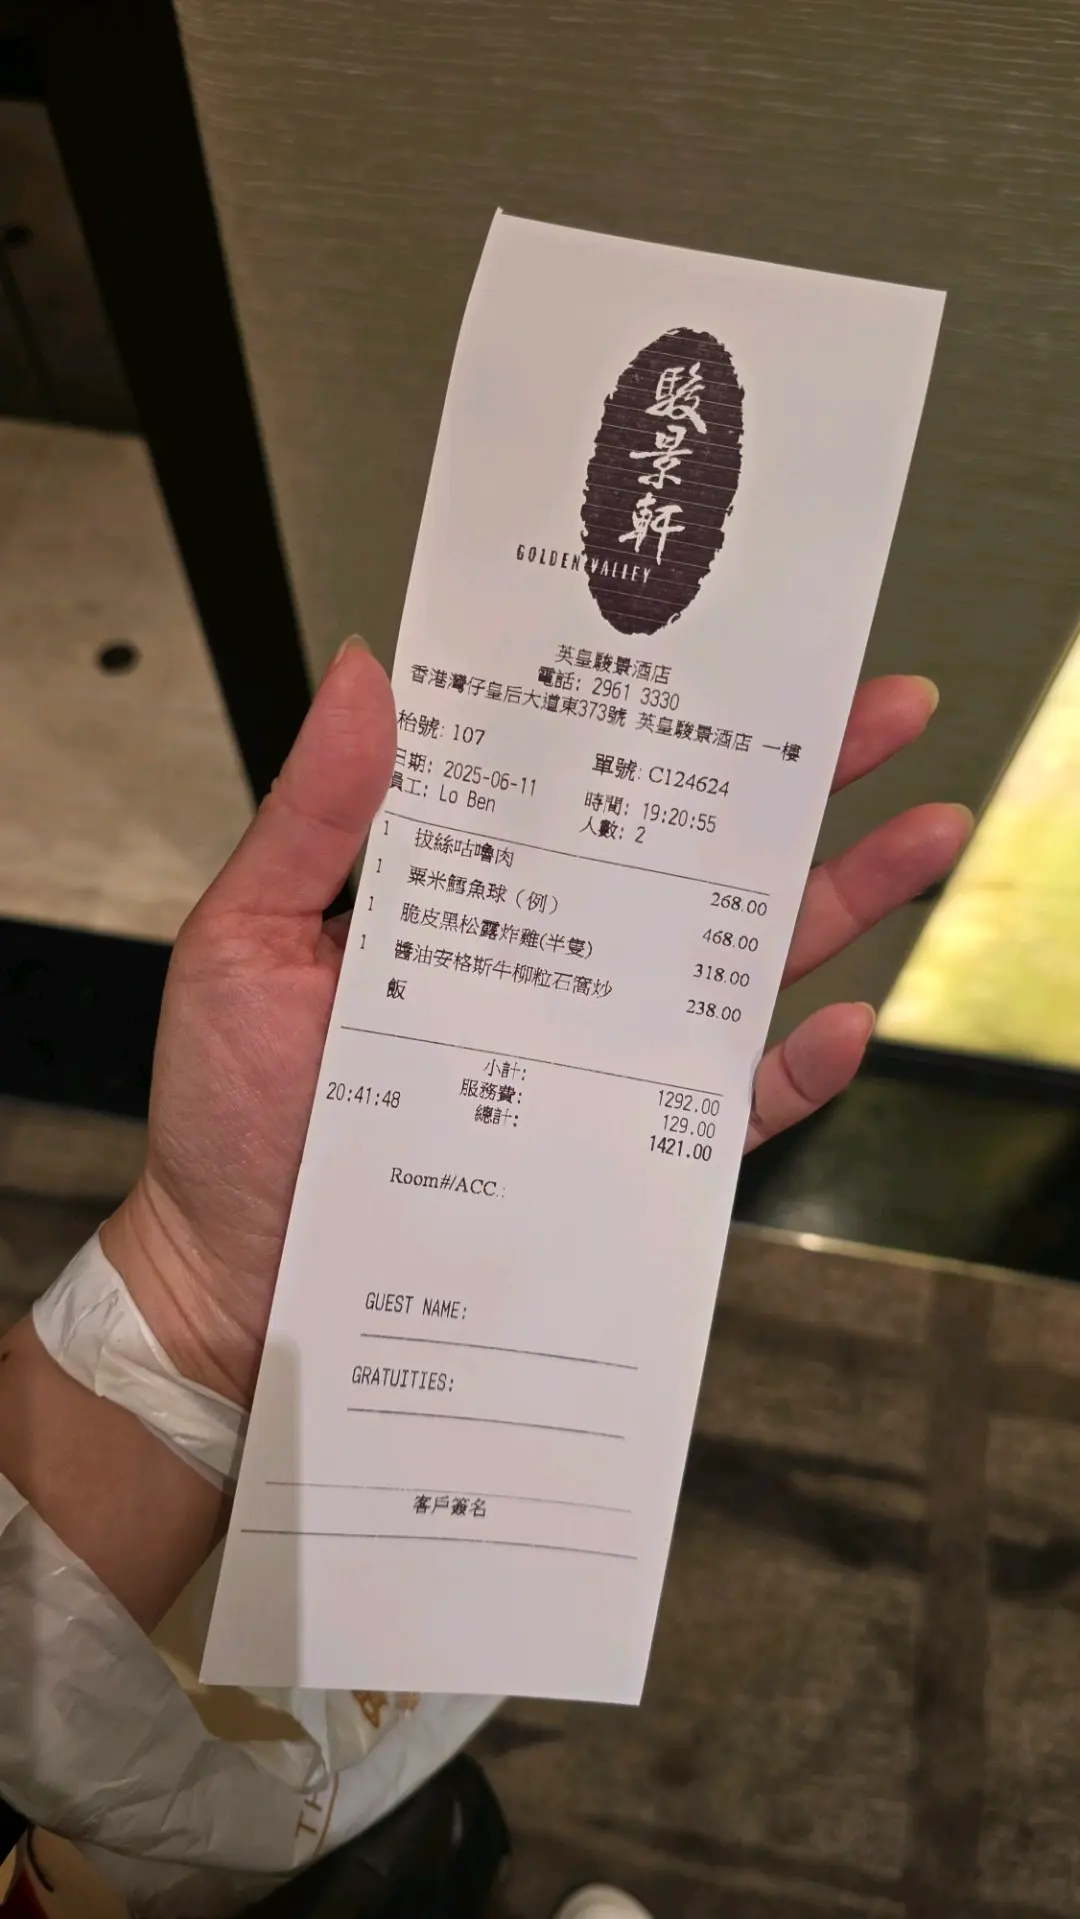 駿景軒
GOLDEN VALLEY
英皇駿景酒店
電話: 2961 3330
香港灣仔皇后大道東373號 英皇駿景酒店 一樓
枱號: 107 單號: C124624
日期: 2025-06-11 時間: 19:20:55
員工: Lo Ben 人數: 2
1 拔絲咕嚕肉 268.00
1 粟米鱈魚球（例） 468.00
1 脆皮黑松露炸雞(半隻) 318.00
1 醬油安格斯牛柳粒石窩炒 238.00
飯
小計: 1292.00
20:41:48 服務費: 129.00
總計: 1421.00
Room#/ACC.:
GUEST NAME:
GRATUITIES:
客戶簽名